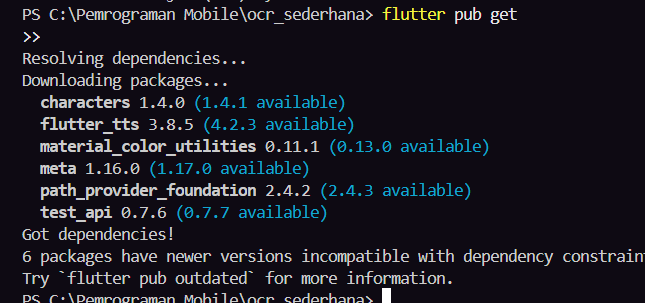 PS C:\Pemrograman Mobile\ocr_sederhana> flutter pub get
>>
Resolving dependencies...
Downloading packages...
  characters 1.4.0 (1.4.1 available)
  flutter_tts 3.8.5 (4.2.3 available)
  material_color_utilities 0.11.1 (0.13.0 available)
  meta 1.16.0 (1.17.0 available)
  path_provider_foundation 2.4.2 (2.4.3 available)
  test_api 0.7.6 (0.7.7 available)
Got dependencies!
6 packages have newer versions incompatible with dependency constraint
Try `flutter pub outdated` for more information.
PS C:\Pemrograman Mobile\ocr_sederhana>